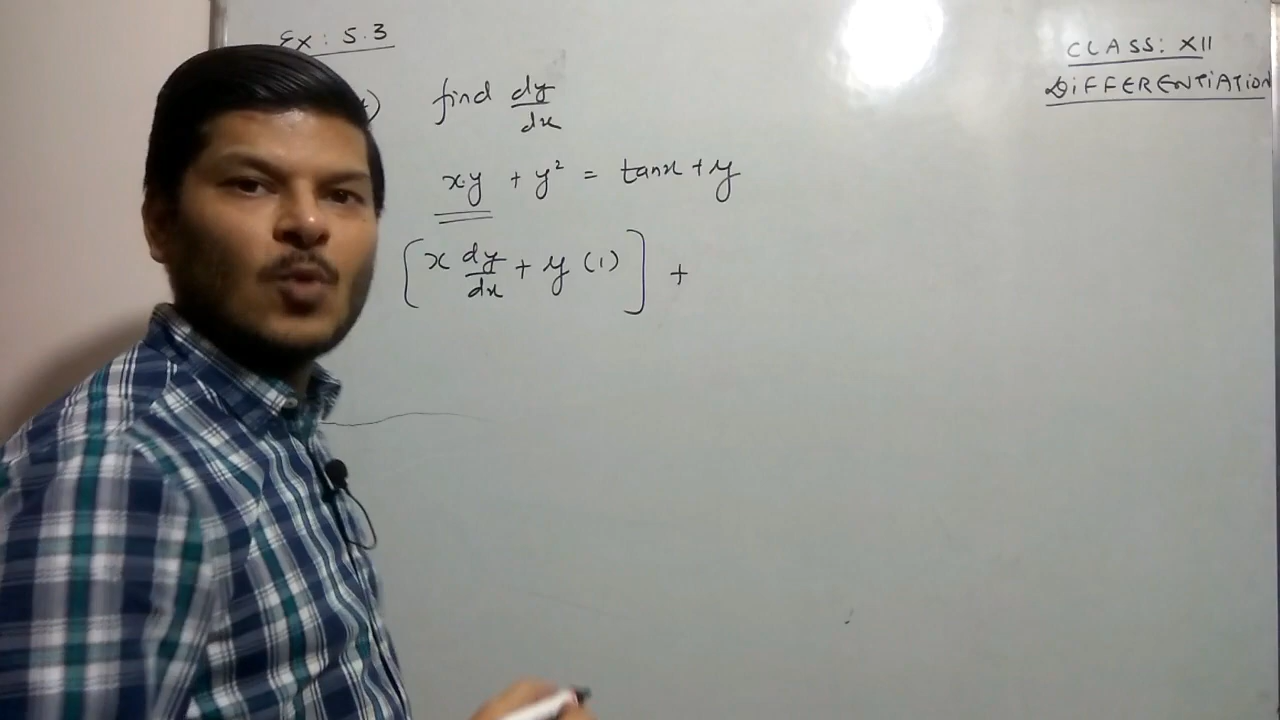 Ex: 5.3
CLASS: XII
DiFFERENTiATiON
)
find dy/dx
x.y + y² = tanx + y
[x dy/dx + y (1)] +